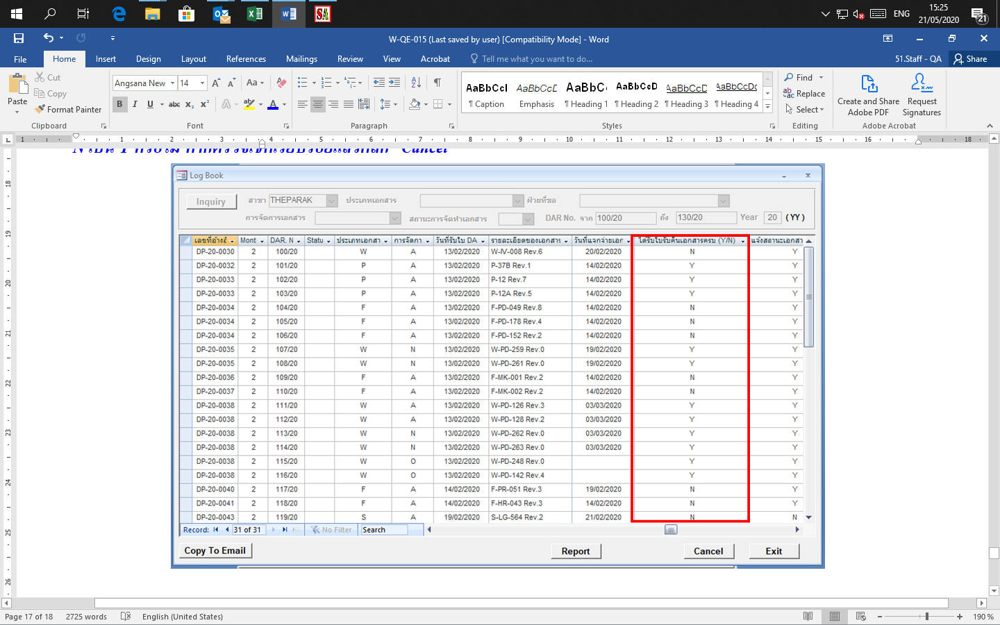 ENG
15:25
21/05/2020
21
W-QE-015 (Last saved by user) [Compatibility Mode] - Word
File Home Insert Design Layout References Mailings Review View Acrobat Tell me what you want to do... 51.Staff - QA Share
Paste
Cut
Copy
Format Painter
Angsana New 14
AaBbCcI AaBbCcD AaBbCc AaBbCcD AaBbCcD AaBbCcDc
¶ Caption Emphasis ¶ Heading 1 ¶ Heading 2 ¶ Heading 3 ¶ Heading 4
Find
Replace
Select
Create and Share Adobe PDF
Request Signatures
Clipboard Font Paragraph Styles Editing Adobe Acrobat
1 1 2 3 4 5 6 7 8 9 10 11 12 13 14 15 16 17 18
Cancel
Log Book
Inquiry สาขา THEPARAK ประเภทเอกสาร ฝ่ายที่ขอ
การจัดการเอกสาร สถานะการจัดทำเอกสาร DAR No. จาก 100/20 ถึง 130/20 Year 20 (YY)
เลขที่อ้างอิ Mont DAR. N Statu ประเภทเอกสา การจัดกา วันที่รับใบ DA รายละเอียดของเอกสาร วันที่แจกจ่ายเอก ได้รับใบรับคืนเอกสารครบ (Y/N) แจ้งสถานะเอกสา
DP-20-0030 2 100/20 W A 13/02/2020 W-IV-008 Rev.6 20/02/2020 N Y
DP-20-0032 2 101/20 P A 13/02/2020 P-37B Rev.1 14/02/2020 Y Y
DP-20-0033 2 102/20 P A 13/02/2020 P-12 Rev.7 14/02/2020 Y Y
DP-20-0033 2 103/20 P A 13/02/2020 P-12A Rev.5 14/02/2020 Y Y
DP-20-0034 2 104/20 F A 13/02/2020 F-PD-049 Rev.8 14/02/2020 N Y
DP-20-0034 2 105/20 F A 13/02/2020 F-PD-178 Rev.4 14/02/2020 N Y
DP-20-0034 2 106/20 F A 13/02/2020 F-PD-152 Rev.2 14/02/2020 N Y
DP-20-0035 2 107/20 W N 13/02/2020 W-PD-259 Rev.0 19/02/2020 Y Y
DP-20-0035 2 108/20 W N 13/02/2020 W-PD-261 Rev.0 19/02/2020 Y Y
DP-20-0036 2 109/20 F A 13/02/2020 F-MK-001 Rev.2 14/02/2020 N Y
DP-20-0037 2 110/20 F A 13/02/2020 F-MK-002 Rev.2 14/02/2020 N Y
DP-20-0038 2 111/20 W A 13/02/2020 W-PD-126 Rev.3 03/03/2020 Y Y
DP-20-0038 2 112/20 W A 13/02/2020 W-PD-128 Rev.2 03/03/2020 Y Y
DP-20-0038 2 113/20 W N 13/02/2020 W-PD-262 Rev.0 03/03/2020 Y Y
DP-20-0038 2 114/20 W N 13/02/2020 W-PD-263 Rev.0 03/03/2020 Y Y
DP-20-0038 2 115/20 W O 13/02/2020 W-PD-248 Rev.0 Y Y
DP-20-0038 2 116/20 W O 13/02/2020 W-PD-142 Rev.4 Y Y
DP-20-0040 2 117/20 F A 14/02/2020 F-PR-051 Rev.3 19/02/2020 N Y
DP-20-0041 2 118/20 F A 14/02/2020 F-HR-043 Rev.3 14/02/2020 N Y
DP-20-0043 2 119/20 S A 19/02/2020 S-LG-564 Rev.2 21/02/2020 N N
Record: 31 of 31 No Filter Search
Copy To Email Report Cancel Exit
18
19
20
21
22
23
24
25
26
Page 17 of 18 2725 words English (United States) 190 %